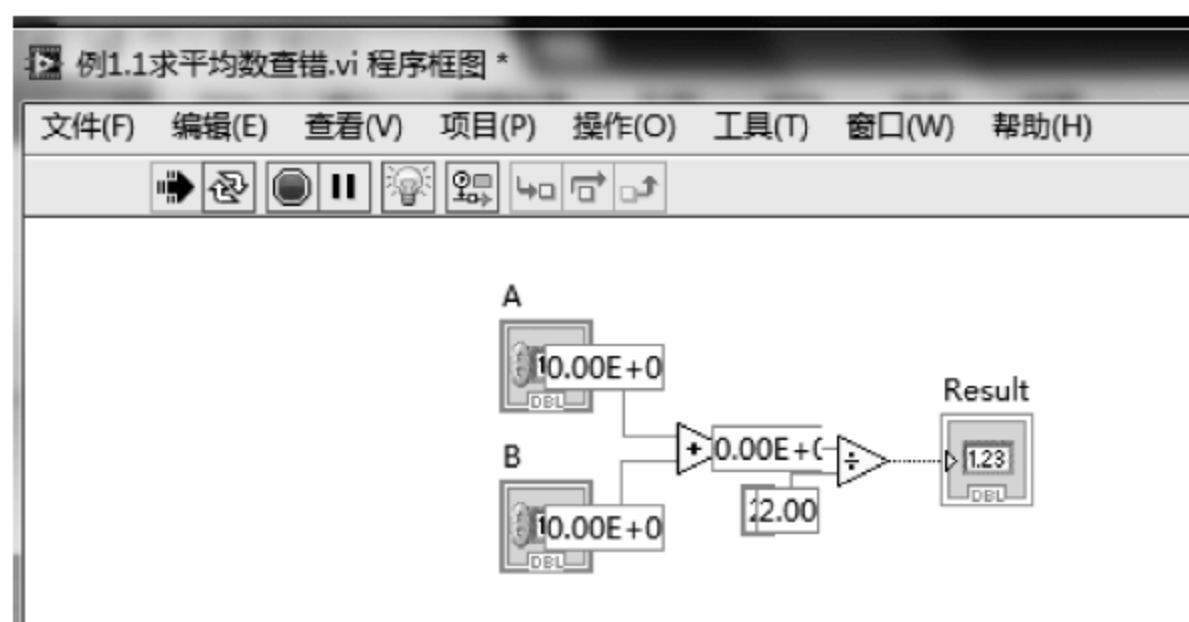 例1.1求平均数查错.vi 程序框图 *
文件(F) 编辑(E) 查看(V) 项目(P) 操作(O) 工具(T) 窗口(W) 帮助(H)
A
0.00E+0
DBL
B
0.00E+0
DBL
+
0.00E+0
÷
2.00
Result
1.23
DBL